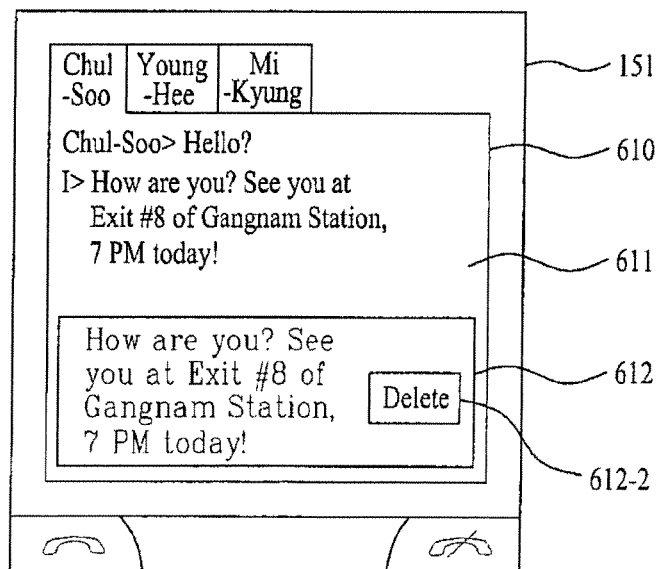 Chul
-Soo
Young
-Hee
Mi
-Kyung
151
Chul-Soo> Hello?
610
I> How are you? See you at
Exit #8 of Gangnam Station,
7 PM today!
611
How are you? See
you at Exit #8 of
Gangnam Station,
7 PM today!
Delete
612
612-2